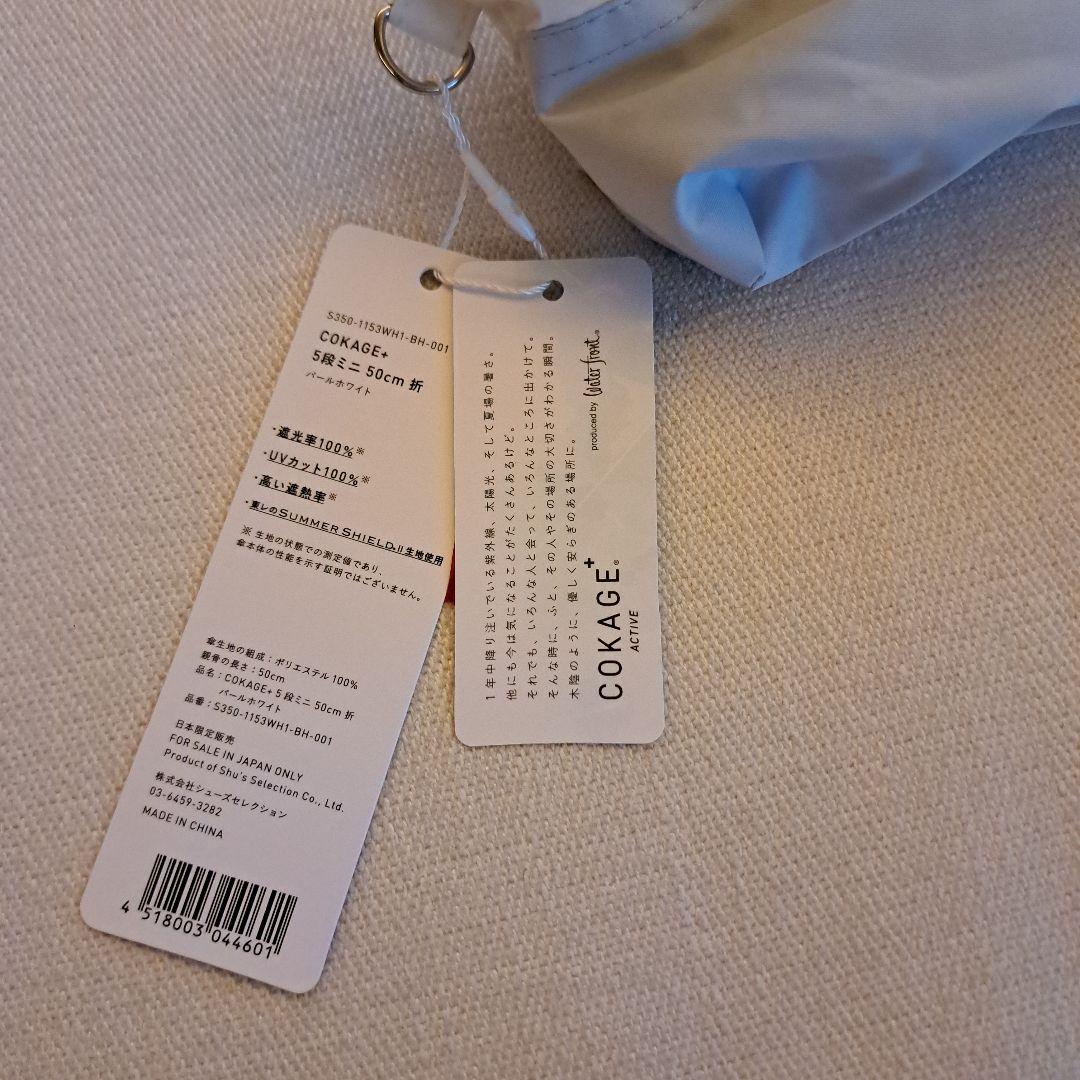 S350-1153WH1-BH-001
COKAGE+
5段ミニ 50cm 折
パールホワイト
・遮光率100%※
・UVカット100%※
・高い遮熱率※
・東レのSUMMER SHIELD®II生地使用
※生地の状態での測定値であり、
傘本体の性能を示す証明ではございません。
傘生地の組成：ポリエステル 100%
親骨の長さ：50cm
品名：COKAGE+ 5段ミニ 50cm 折
パールホワイト
品番：S350-1153WH1-BH-001
日本限定販売
FOR SALE IN JAPAN ONLY
Product of Shu's Selection Co., Ltd.
株式会社シューズセレクション
03-6459-3282
MADE IN CHINA
4 518003 044601
1年中降り注いでいる紫外線、太陽光、そして夏場の暑さ。
他にも今は気になることがたくさんあるけど。
それでも、いろんな人と会って、いろんなところに出かけて。
そんな時に、ふと、その人やその場所の大切さがわかる瞬間。
木陰のように、優しく安らぎのある場所に。
COKAGE+®
ACTIVE
produced by Waterfront®